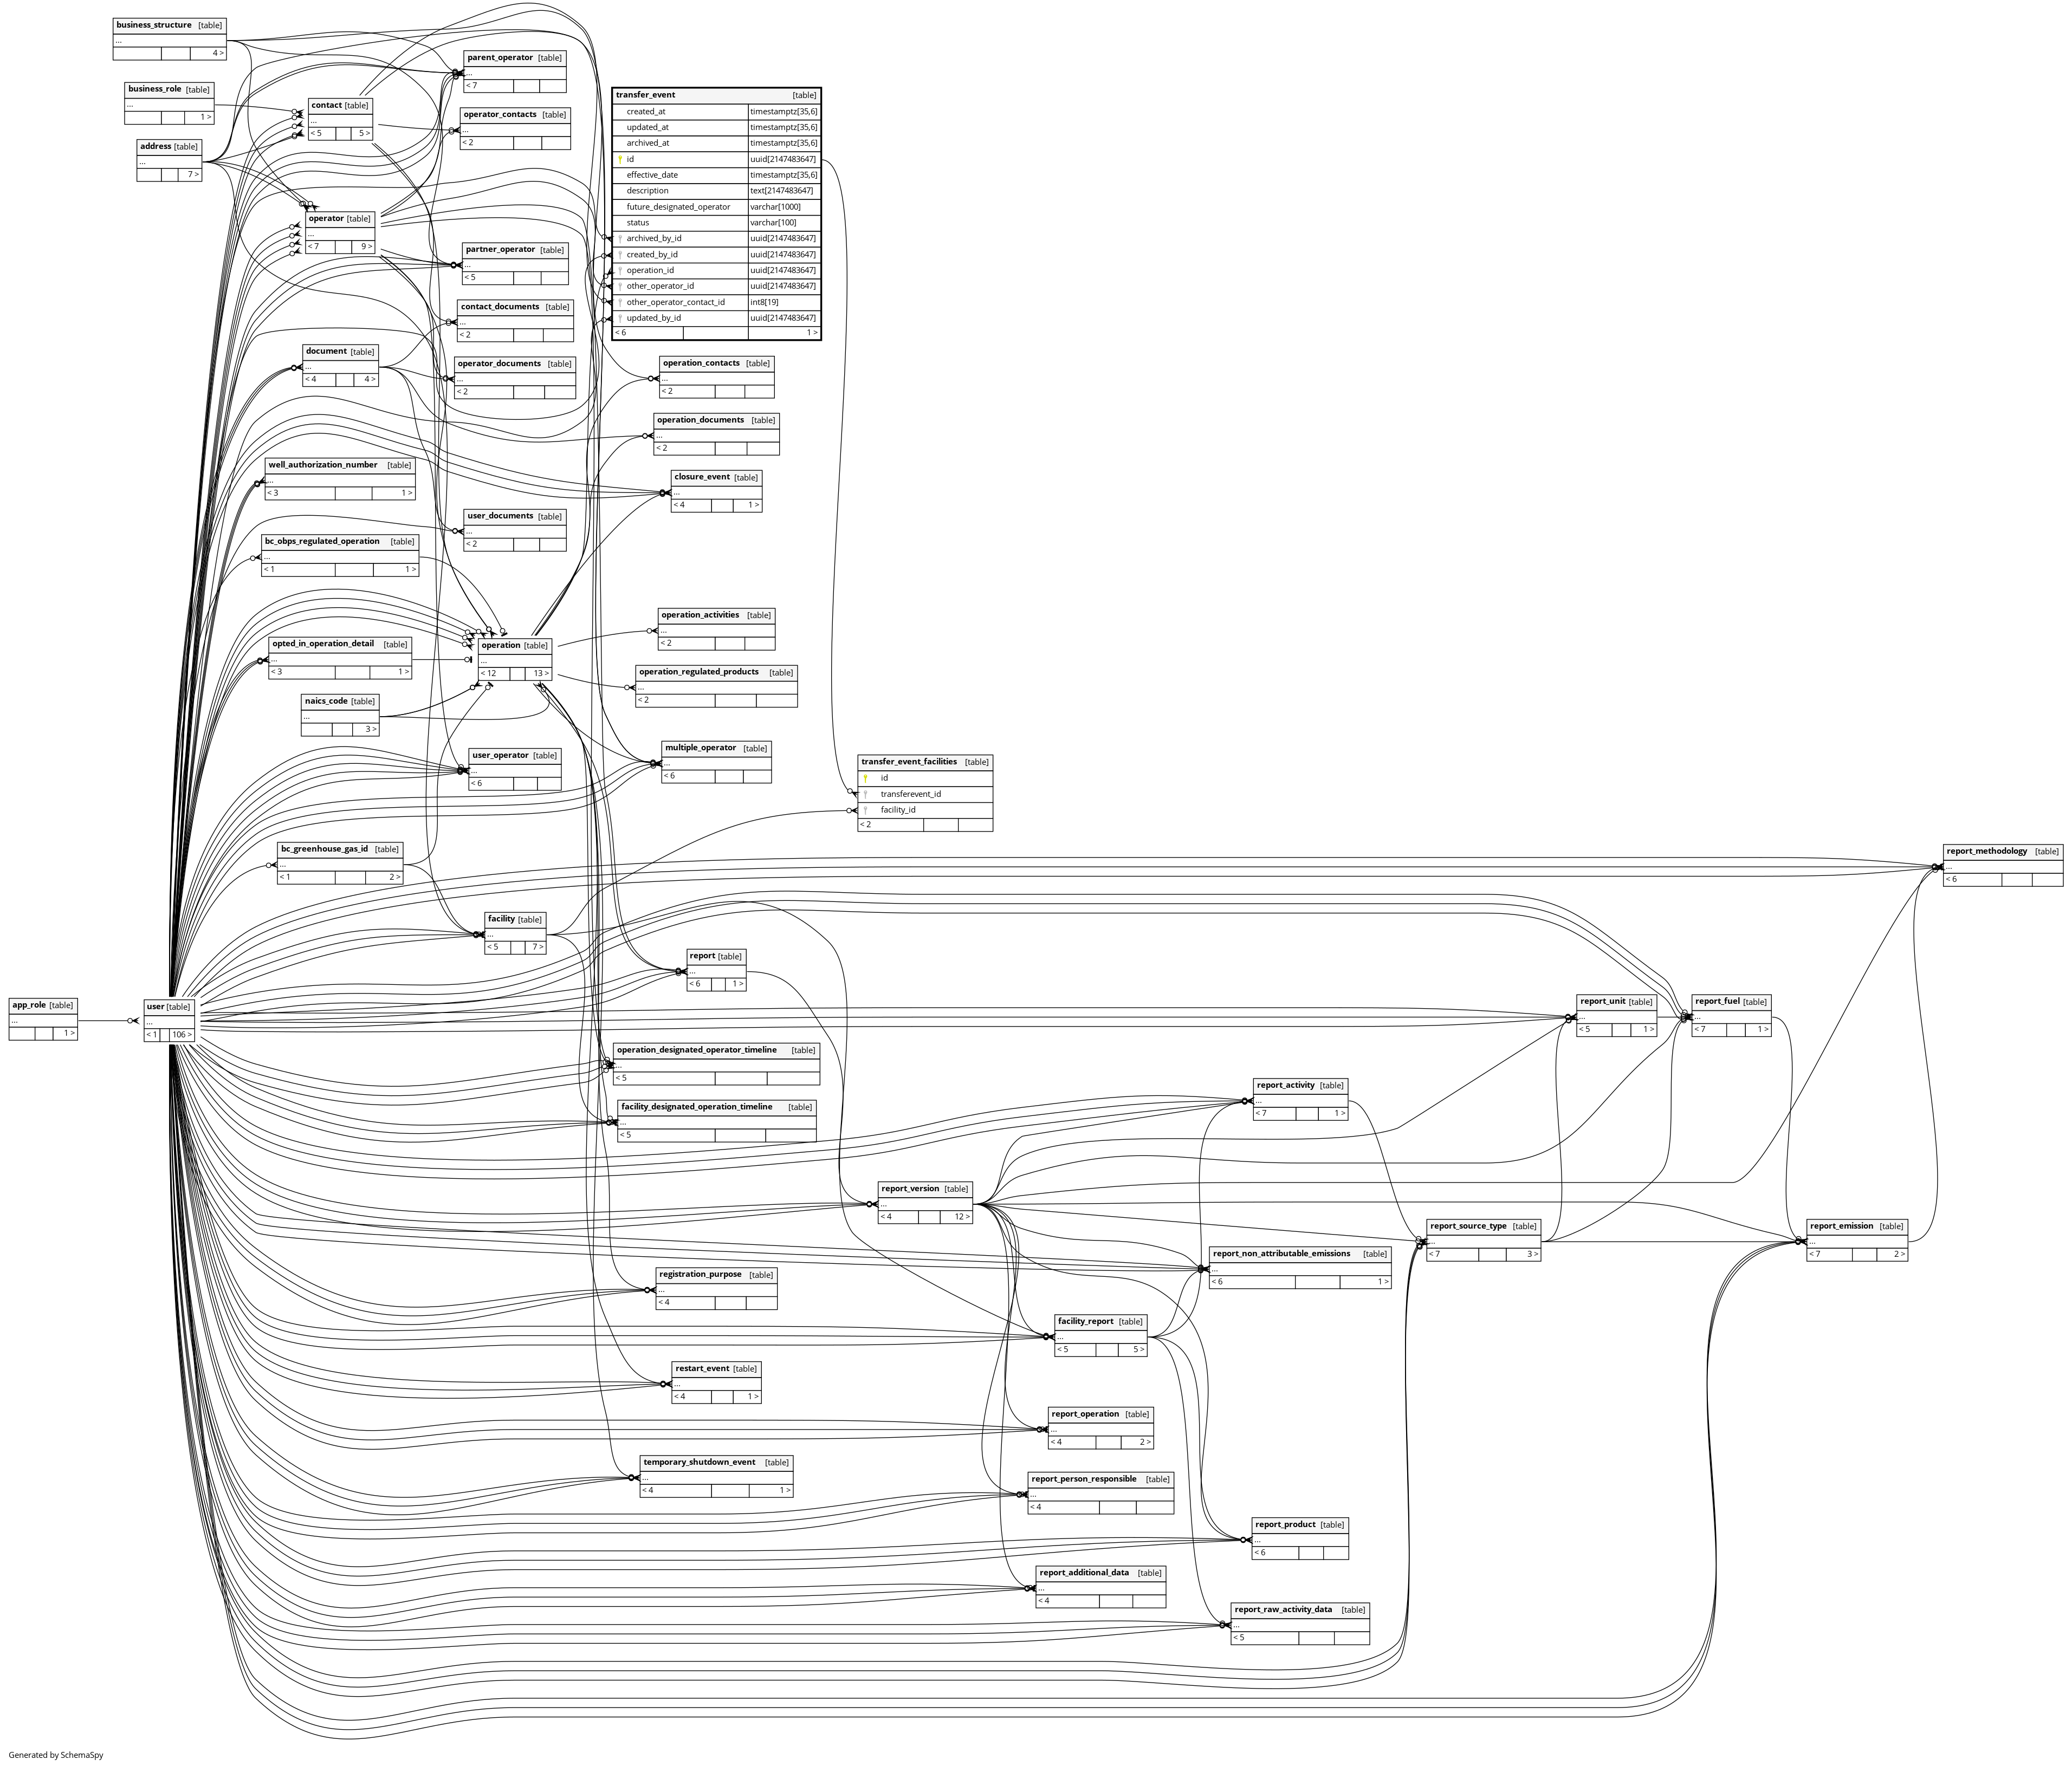 business_structure [table]
...
4 >
business_role [table]
...
1 >
address [table]
...
7 >
contact [table]
...
< 5 5 >
operator [table]
...
< 7 9 >
parent_operator [table]
...
< 7
operator_contacts [table]
...
< 2
partner_operator [table]
...
< 5
contact_documents [table]
...
< 2
operator_documents [table]
...
< 2
document [table]
...
< 4 4 >
well_authorization_number [table]
...
< 3 1 >
user_documents [table]
...
< 2
bc_obps_regulated_operation [table]
...
< 1 1 >
opted_in_operation_detail [table]
...
< 3 1 >
naics_code [table]
...
3 >
operation [table]
...
< 12 13 >
user_operator [table]
...
< 6
bc_greenhouse_gas_id [table]
...
< 1 2 >
facility [table]
...
< 5 7 >
app_role [table]
...
1 >
user [table]
...
< 1 106 >
transfer_event [table]
created_at timestamptz[35,6]
updated_at timestamptz[35,6]
archived_at timestamptz[35,6]
id uuid[2147483647]
effective_date timestamptz[35,6]
description text[2147483647]
future_designated_operator varchar[1000]
status varchar[100]
archived_by_id uuid[2147483647]
created_by_id uuid[2147483647]
operation_id uuid[2147483647]
other_operator_id uuid[2147483647]
other_operator_contact_id int8[19]
updated_by_id uuid[2147483647]
< 6 1 >
operation_contacts [table]
...
< 2
operation_documents [table]
...
< 2
closure_event [table]
...
< 4 1 >
operation_activities [table]
...
< 2
operation_regulated_products [table]
...
< 2
multiple_operator [table]
...
< 6
transfer_event_facilities [table]
id
transferevent_id
facility_id
< 2
report_methodology [table]
...
< 6
report [table]
...
< 6 1 >
report_unit [table]
...
< 5 1 >
report_fuel [table]
...
< 7 1 >
operation_designated_operator_timeline [table]
...
< 5
facility_designated_operation_timeline [table]
...
< 5
report_activity [table]
...
< 7 1 >
report_version [table]
...
< 4 12 >
report_non_attributable_emissions [table]
...
< 6 1 >
report_source_type [table]
...
< 7 3 >
report_emission [table]
...
< 7 2 >
registration_purpose [table]
...
< 4
facility_report [table]
...
< 5 5 >
restart_event [table]
...
< 4 1 >
report_operation [table]
...
< 4 2 >
temporary_shutdown_event [table]
...
< 4 1 >
report_person_responsible [table]
...
< 4
report_product [table]
...
< 6
report_additional_data [table]
...
< 4
report_raw_activity_data [table]
...
< 5
Generated by SchemaSpy